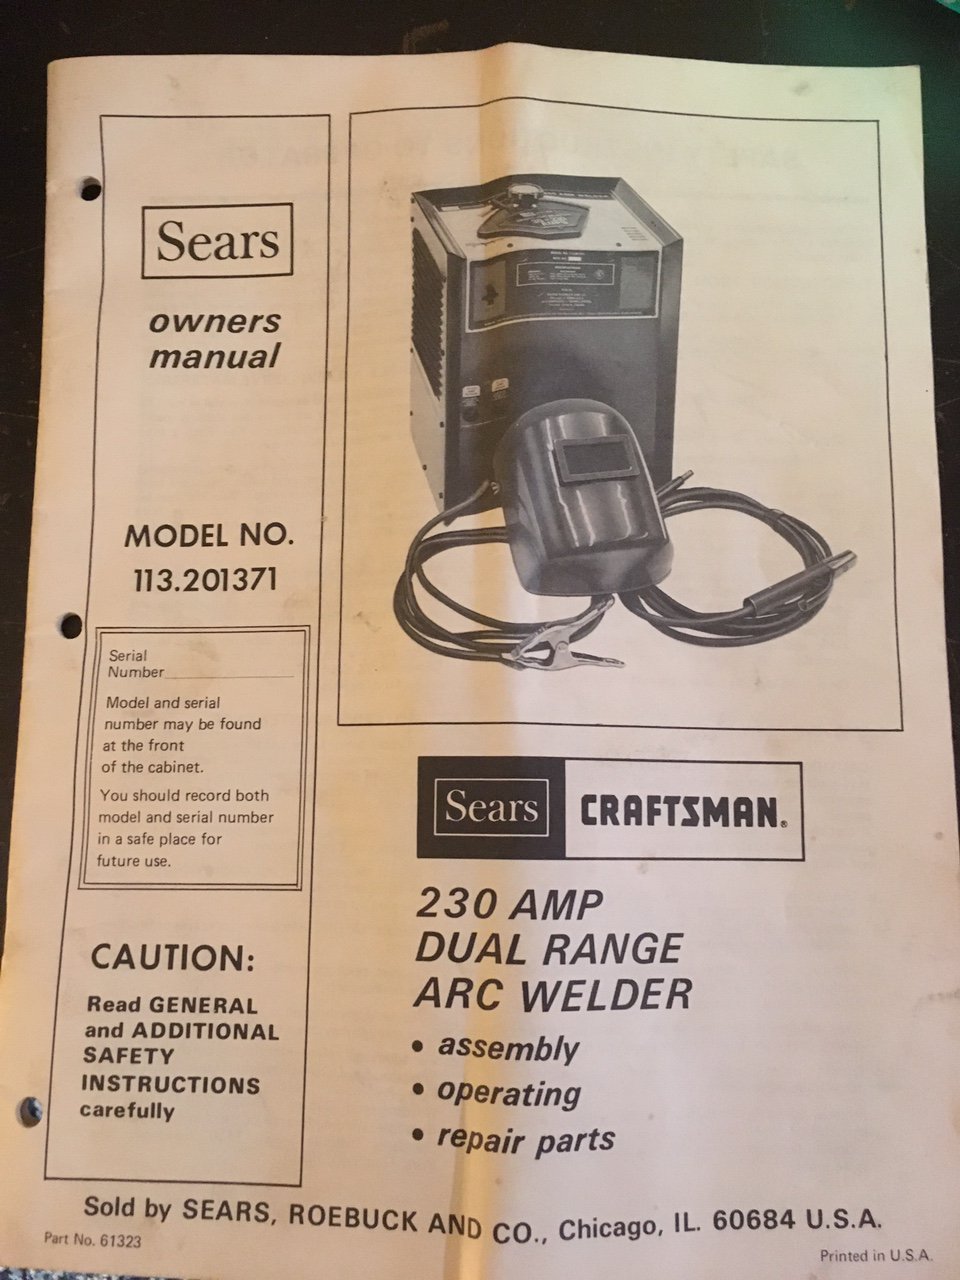 Sears
owners
manual
MODEL NO.
113.201371
Serial
Number
Model and serial
number may be found
at the front
of the cabinet.
You should record both
model and serial number
in a safe place for
future use.
CAUTION:
Read GENERAL
and ADDITIONAL
SAFETY
INSTRUCTIONS
carefully
Sears CRAFTSMAN®
230 AMP
DUAL RANGE
ARC WELDER
• assembly
• operating
• repair parts
Sold by SEARS, ROEBUCK AND CO., Chicago, IL. 60684 U.S.A.
Part No. 61323
Printed in U.S.A.